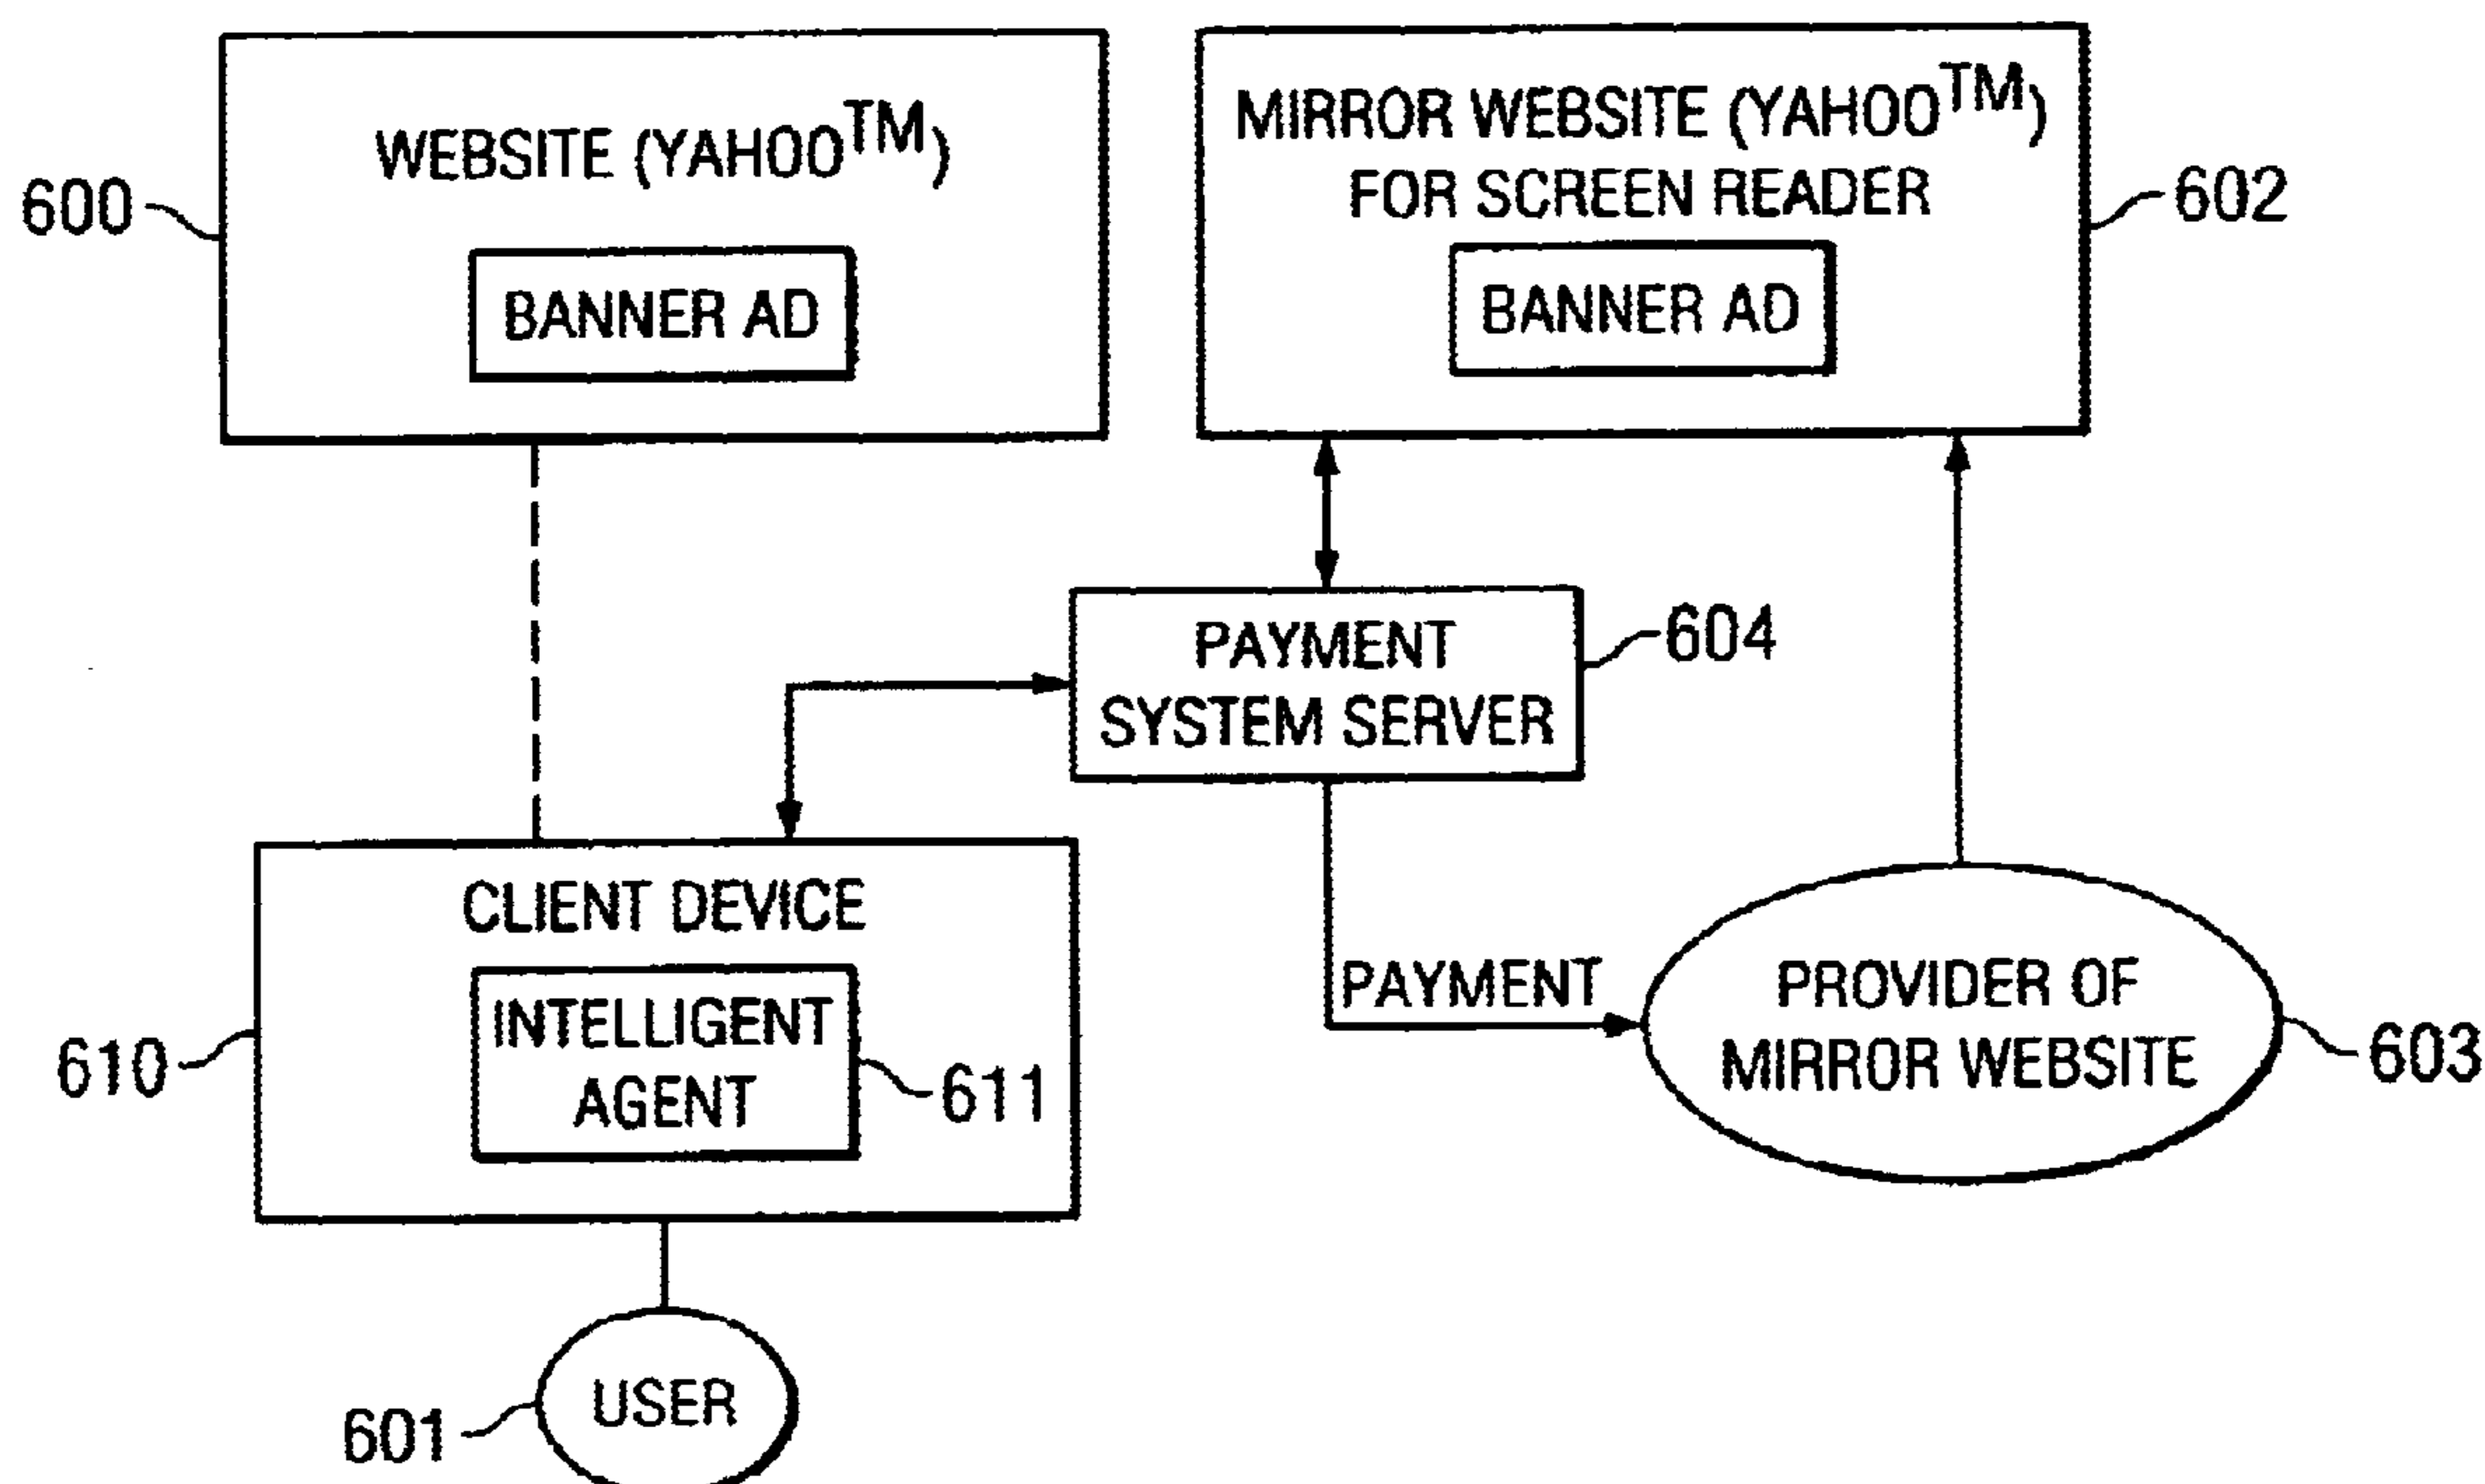 WEBSITE (YAHOO™)
BANNER AD
600
MIRROR WEBSITE (YAHOO™)
FOR SCREEN READER
BANNER AD
602
PAYMENT
SYSTEM SERVER
604
CLIENT DEVICE
INTELLIGENT
AGENT
611
610
PAYMENT
PROVIDER OF
MIRROR WEBSITE
603
USER
601